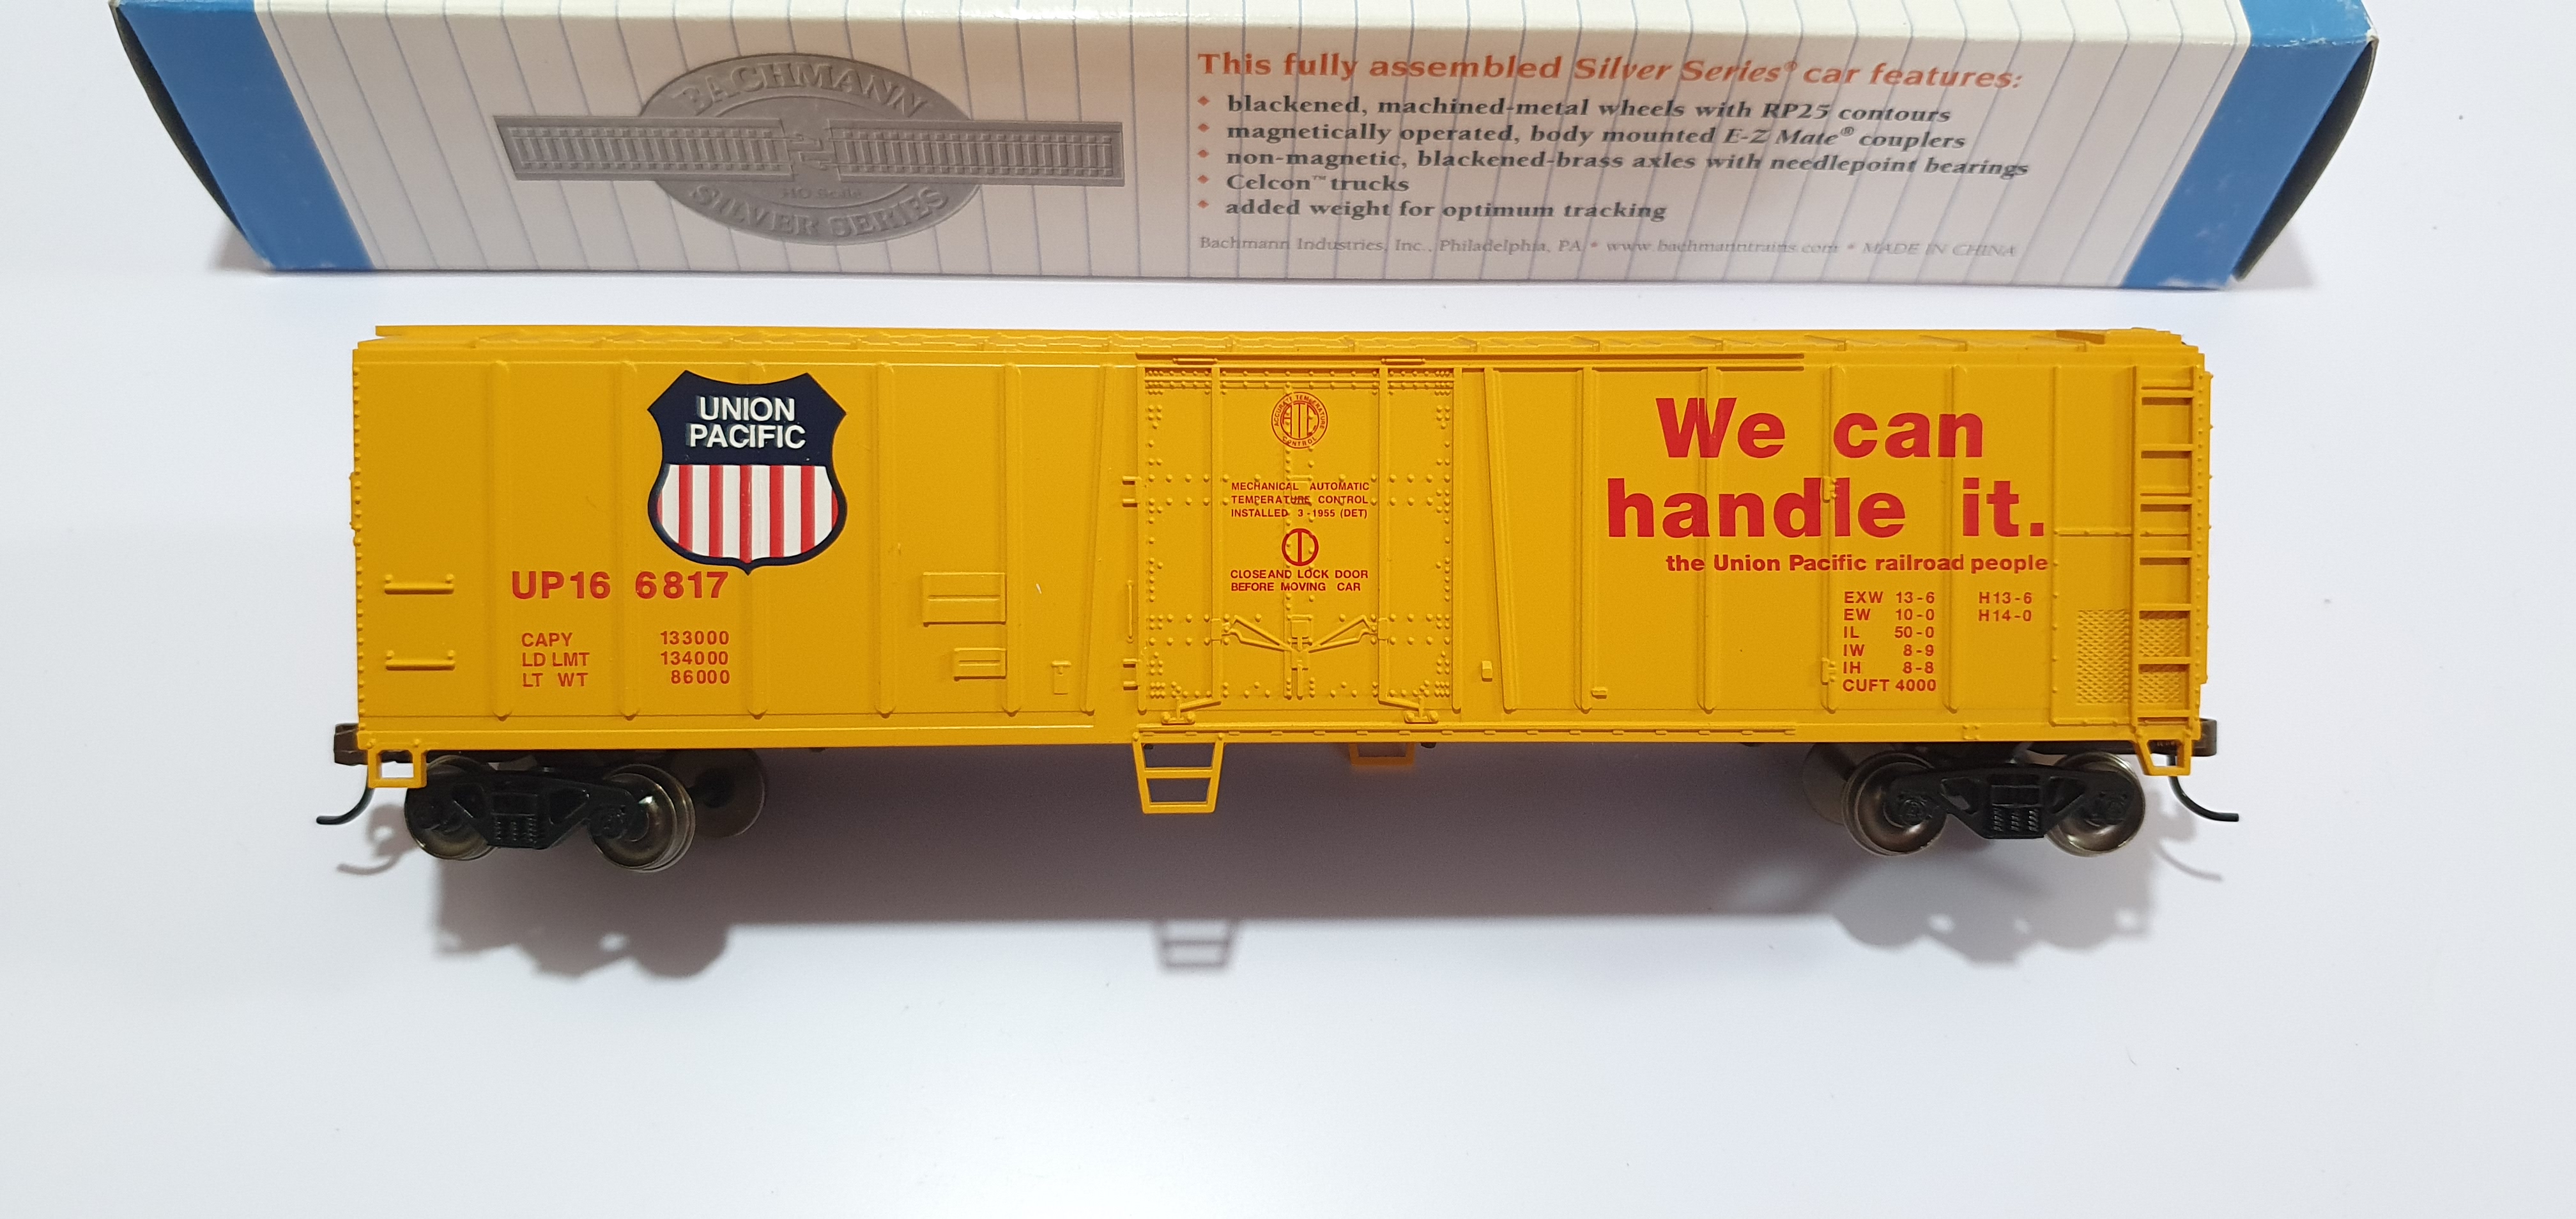 BACHMANN
HO Scale
SILVER SERIES
This fully assembled Silver Series® car features:
blackened, machined-metal wheels with RP25 contours
magnetically operated, body mounted E-Z Mate® couplers
non-magnetic, blackened-brass axles with needlepoint bearings
Celcon™ trucks
added weight for optimum tracking
Bachmann Industries, Inc., Philadelphia, PA • www.bachmanntrains.com • MADE IN CHINA
UNION
PACIFIC
UP16 6817
CAPY 133000
LD LMT 134000
LT WT 86000
ACCURATE TEMPERATURE
CONTROL
MECHANICAL AUTOMATIC
TEMPERATURE CONTROL
INSTALLED 3-1955 (DET)
CLOSE AND LOCK DOOR
BEFORE MOVING CAR
We can
handle it.
the Union Pacific railroad people
EXW 13-6 H13-6
EW 10-0 H14-0
IL 50-0
IW 8-9
IH 8-8
CUFT 4000